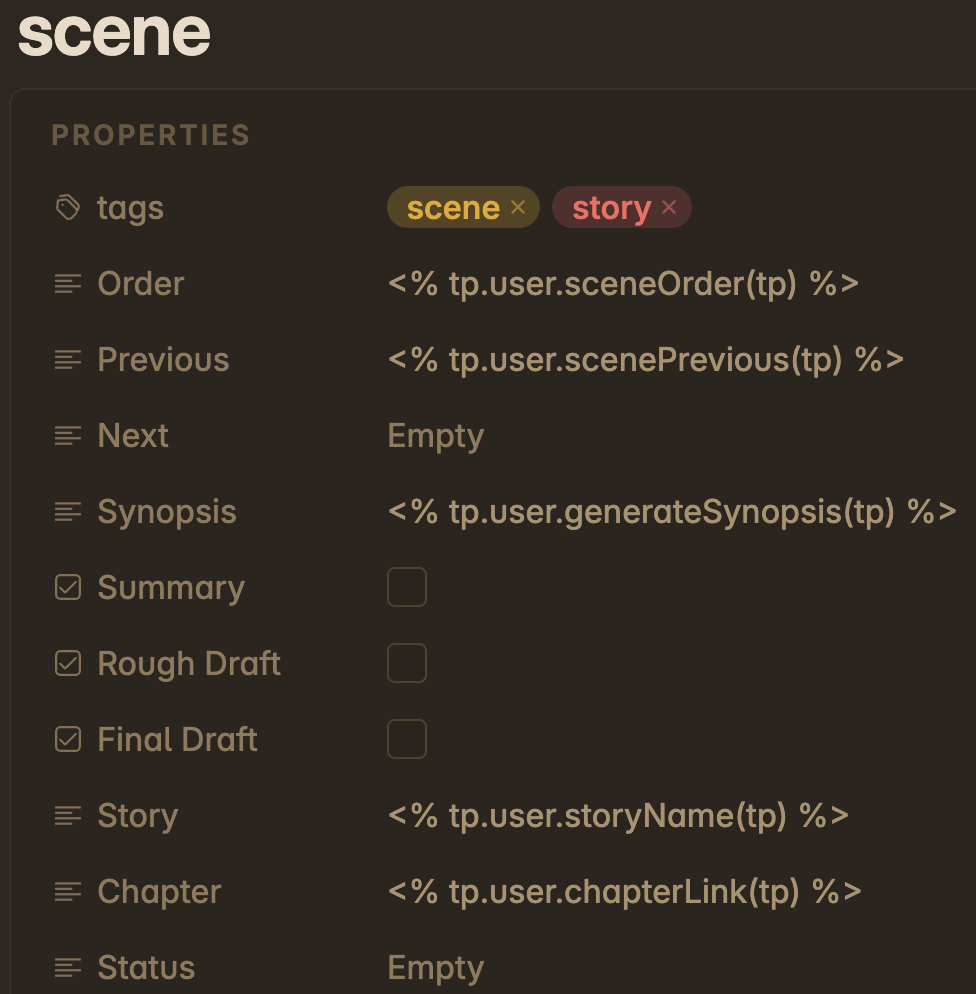 scene
PROPERTIES
tags scene × story ×
Order <% tp.user.sceneOrder(tp) %>
Previous <% tp.user.scenePrevious(tp) %>
Next Empty
Synopsis <% tp.user.generateSynopsis(tp) %>
Summary
Rough Draft
Final Draft
Story <% tp.user.storyName(tp) %>
Chapter <% tp.user.chapterLink(tp) %>
Status Empty